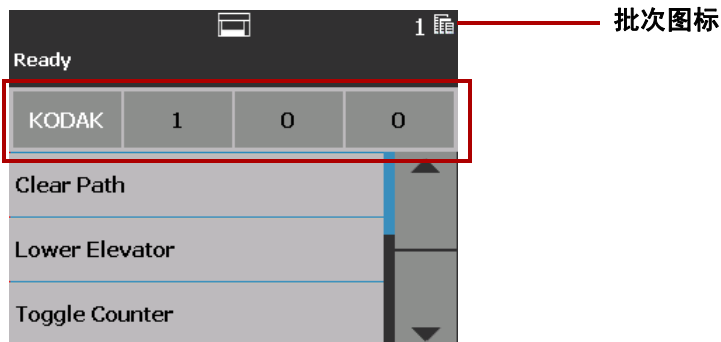 1 批次图标
Ready
KODAK 1 0 0
Clear Path
Lower Elevator
Toggle Counter